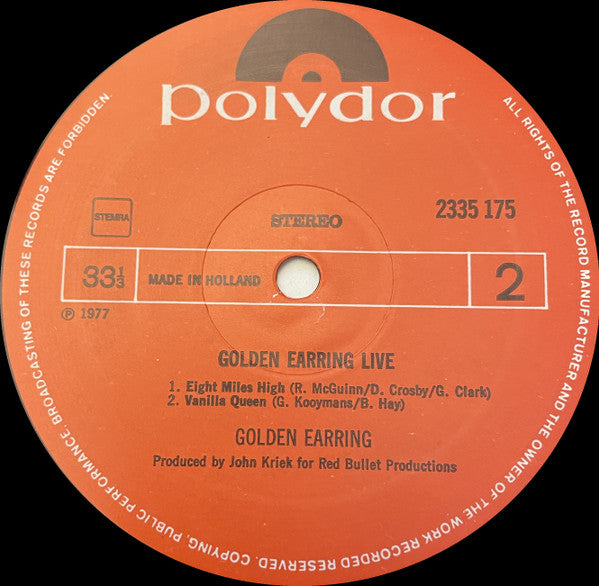 polydor
STEMRA
STEREO
2335 175
33 1/3
MADE IN HOLLAND
2
℗ 1977
GOLDEN EARRING LIVE
1. Eight Miles High (R. McGuinn/D. Crosby/G. Clark)
2. Vanilla Queen (G. Kooymans/B. Hay)
GOLDEN EARRING
Produced by John Kriek for Red Bullet Productions
ALL RIGHTS OF THE RECORD MANUFACTURER AND THE OWNER OF THE WORK RECORDED RESERVED. COPYING, PUBLIC PERFORMANCE, BROADCASTING OF THESE RECORDS ARE FORBIDDEN.